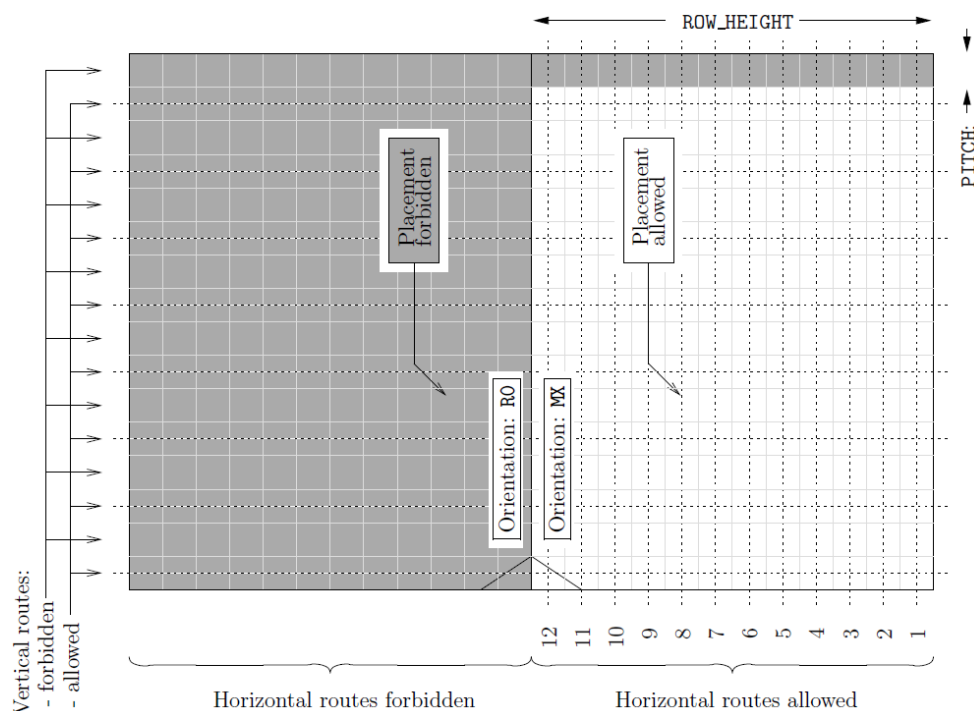 ROW_HEIGHT
PITCH:
Placement
forbidden
Placement
allowed
Orientation: R0
Orientation: MX
Vertical routes:
- forbidden
- allowed
12
11
10
9
8
7
6
5
4
3
2
1
Horizontal routes forbidden
Horizontal routes allowed